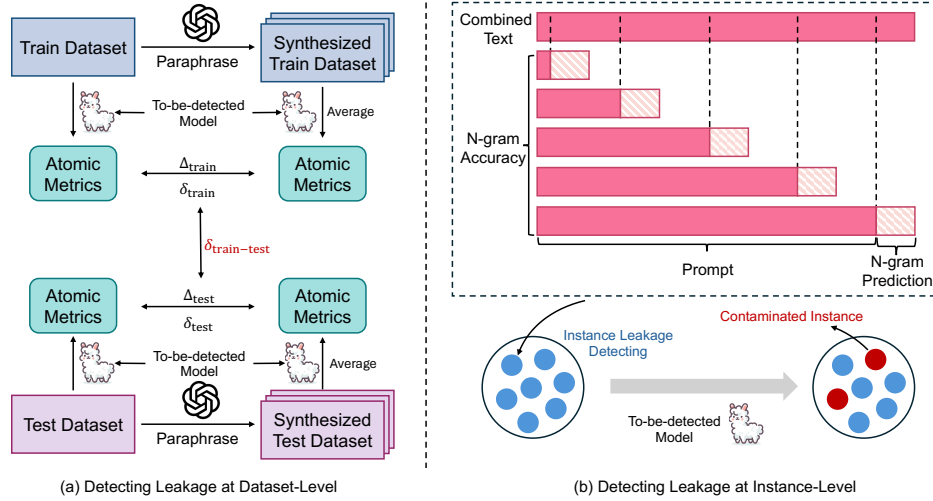 Train Dataset
Paraphrase
Synthesized
Train Dataset
To-be-detected
Model
Average
Atomic
Metrics
Δtrain
δtrain
Atomic
Metrics
δtrain−test
Atomic
Metrics
Δtest
δtest
Atomic
Metrics
To-be-detected
Model
Average
Test Dataset
Paraphrase
Synthesized
Test Dataset
(a) Detecting Leakage at Dataset-Level
Combined
Text
N-gram
Accuracy
Prompt
N-gram
Prediction
Instance Leakage
Detecting
Contaminated Instance
To-be-detected
Model
(b) Detecting Leakage at Instance-Level